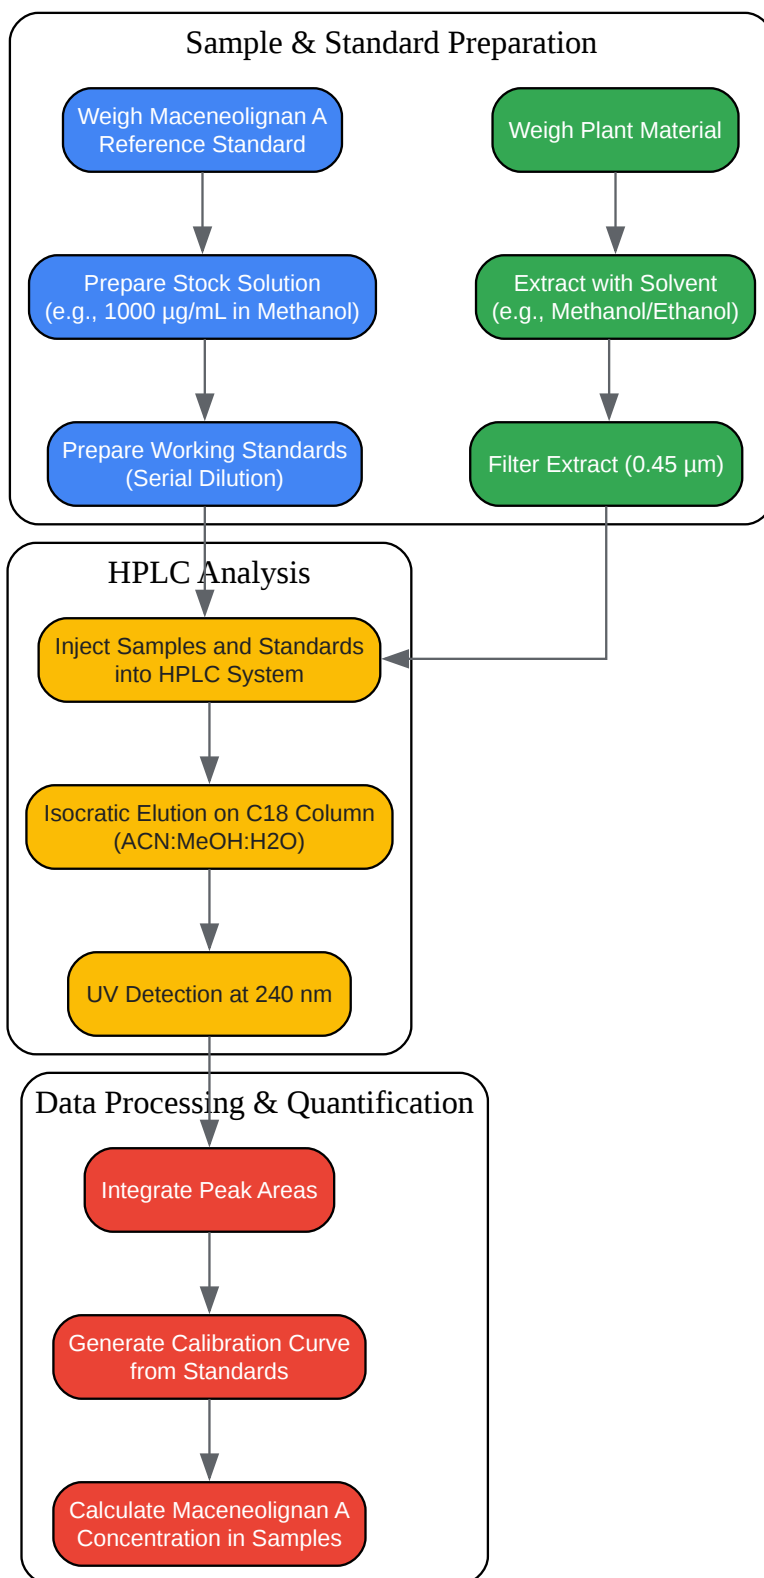 Sample & Standard Preparation
Weigh Maceneolignan A
Reference Standard
Weigh Plant Material
Prepare Stock Solution
(e.g., 1000 µg/mL in Methanol)
Extract with Solvent
(e.g., Methanol/Ethanol)
Prepare Working Standards
(Serial Dilution)
Filter Extract (0.45 µm)
HPLC Analysis
Inject Samples and Standards
into HPLC System
Isocratic Elution on C18 Column
(ACN:MeOH:H2O)
UV Detection at 240 nm
Data Processing & Quantification
Integrate Peak Areas
Generate Calibration Curve
from Standards
Calculate Maceneolignan A
Concentration in Samples